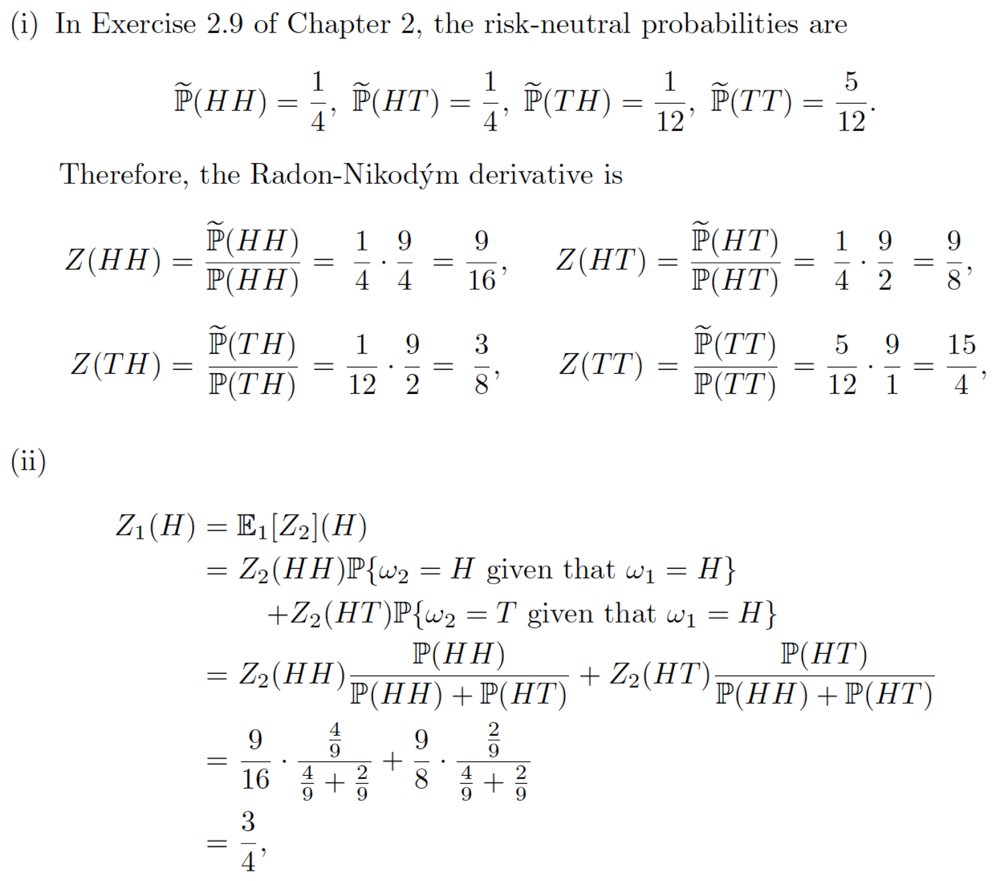 (i) In Exercise 2.9 of Chapter 2, the risk-neutral probabilities are
$\widetilde{\mathbb{P}}(HH) = \frac{1}{4}, \widetilde{\mathbb{P}}(HT) = \frac{1}{4}, \widetilde{\mathbb{P}}(TH) = \frac{1}{12}, \widetilde{\mathbb{P}}(TT) = \frac{5}{12}.$
Therefore, the Radon-Nikodým derivative is
$Z(HH) = \frac{\widetilde{\mathbb{P}}(HH)}{\mathbb{P}(HH)} = \frac{1}{4} \cdot \frac{9}{4} = \frac{9}{16}, \quad Z(HT) = \frac{\widetilde{\mathbb{P}}(HT)}{\mathbb{P}(HT)} = \frac{1}{4} \cdot \frac{9}{2} = \frac{9}{8},$
$Z(TH) = \frac{\widetilde{\mathbb{P}}(TH)}{\mathbb{P}(TH)} = \frac{1}{12} \cdot \frac{9}{2} = \frac{3}{8}, \quad Z(TT) = \frac{\widetilde{\mathbb{P}}(TT)}{\mathbb{P}(TT)} = \frac{5}{12} \cdot \frac{9}{1} = \frac{15}{4},$
(ii)
$Z_1(H) = \mathbb{E}_1[Z_2](H)$
$= Z_2(HH)\mathbb{P}\{\omega_2 = H \text{ given that } \omega_1 = H\}$
$+ Z_2(HT)\mathbb{P}\{\omega_2 = T \text{ given that } \omega_1 = H\}$
$= Z_2(HH)\frac{\mathbb{P}(HH)}{\mathbb{P}(HH) + \mathbb{P}(HT)} + Z_2(HT)\frac{\mathbb{P}(HT)}{\mathbb{P}(HH) + \mathbb{P}(HT)}$
$= \frac{9}{16} \cdot \frac{\frac{4}{9}}{\frac{4}{9} + \frac{2}{9}} + \frac{9}{8} \cdot \frac{\frac{2}{9}}{\frac{4}{9} + \frac{2}{9}}$
$= \frac{3}{4},$